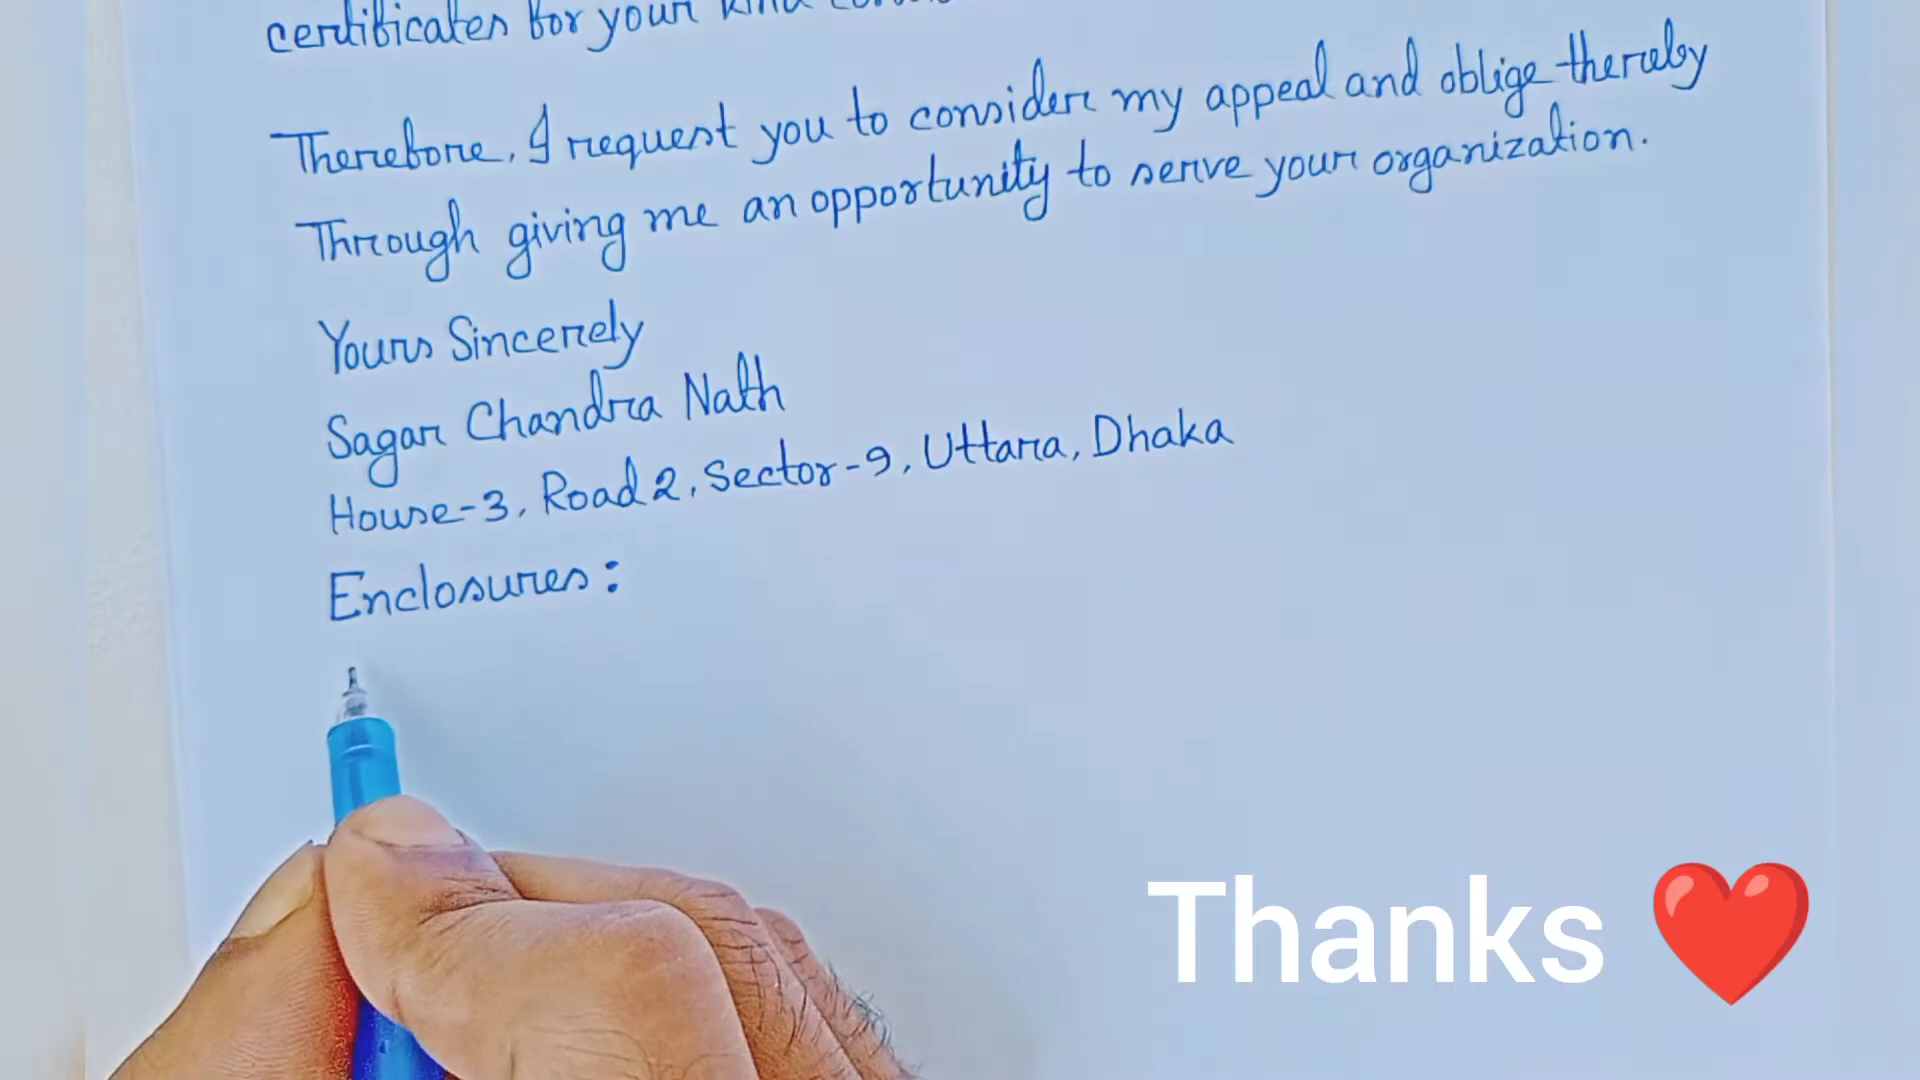 certificates for your kind
Therefore, I request you to consider my appeal and oblige thereby
Through giving me an opportunity to serve your organization.
Yours Sincerely
Sagar Chandra Nath
House-3, Road 2, Sector-9, Uttara, Dhaka
Enclosures:
Thanks ❤️